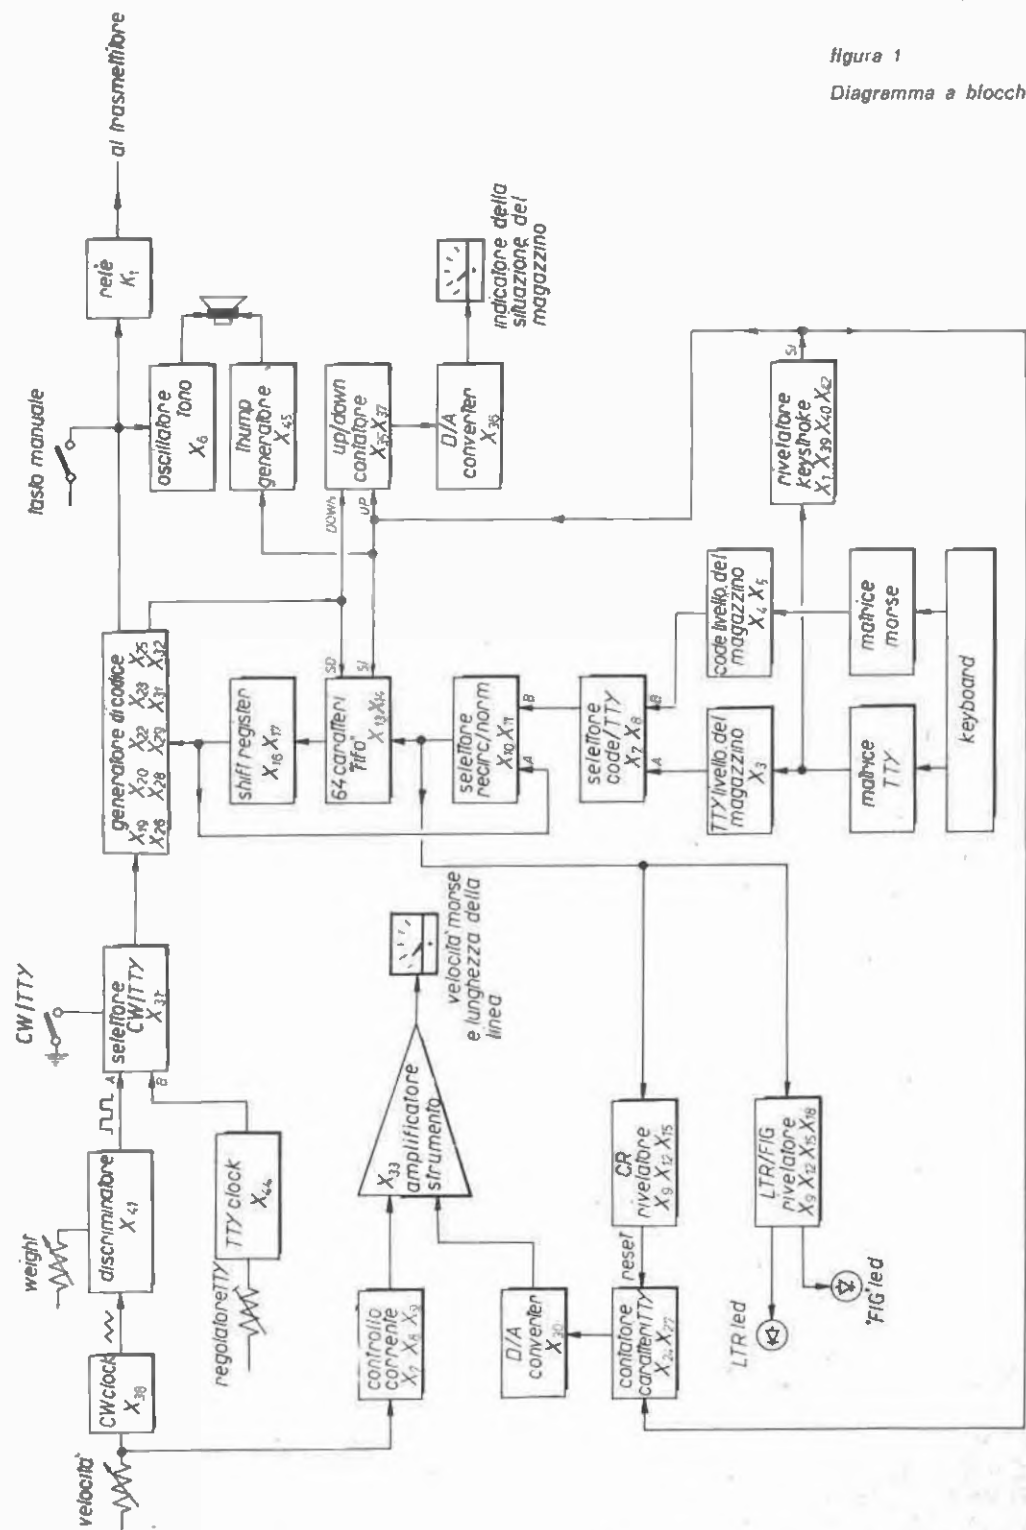 figura 1
Diagramma a blocch
al trasmettitore
relè
K1
tasto manuale
oscillatore
tono
X6
thump
generatore
X45
up/down
contatore
X35 X37
DOWN
UP
D/A
converter
X36
indicatore della
situazione del
magazzino
rivelatore
keystroke
X1 X39 X40 X42
SI
generatore di codice
X19 X20 X22 X23 X25
X26 X28 X29 X31 X32
shift register
X16 X17
64 caratteri
"fifo"
X13 X14
SO
SI
selettore
recirc/norm
X10 X11
A
B
selettore
code/TTY
X7 X8
A
B
code livello del
magazzino
X4 X5
TTY livello del
magazzino
X3
matrice
morse
matrice
TTY
keyboard
CW/TTY
selettore
CW/TTY
X37
A
B
discriminatore
X41
weight
CW clock
X38
velocità
TTY clock
X44
regolatore TTY
X33
amplificatore
strumento
velocità morse
e lunghezza della
linea
controllo
corrente
X7 X8 X9
D/A
converter
X30
contatore
caratteri TTY
X24 X27
reset
CR
rivelatore
X9 X12 X15
LTR/FIG
rivelatore
X9 X12 X15 X18
LTR led
"FIG" led